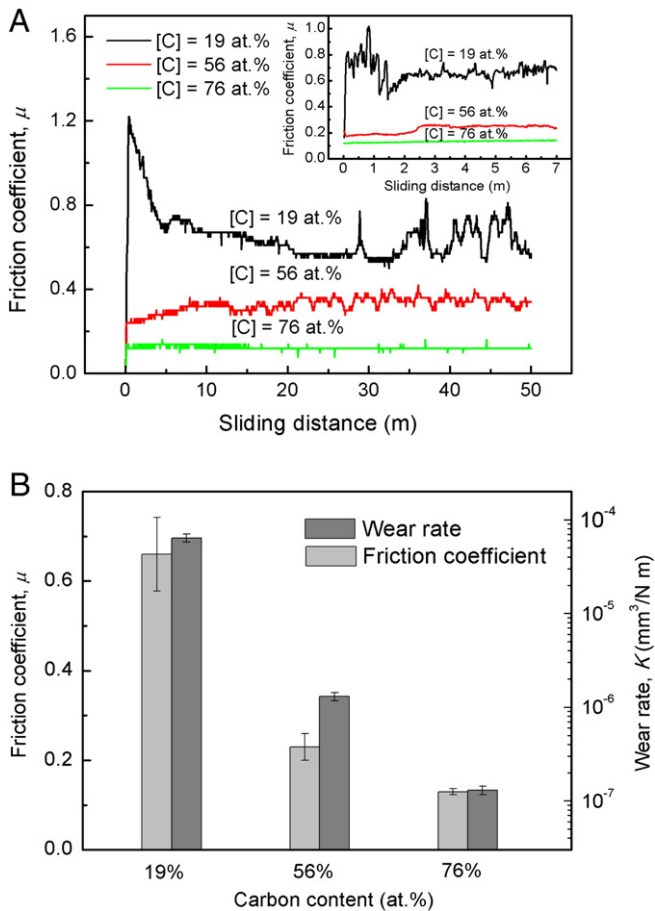 A
1.6
1.2
0.8
0.4
0.0
Friction coefficient, μ
[C] = 19 at.%
[C] = 56 at.%
[C] = 76 at.%
[C] = 19 at.%
[C] = 56 at.%
[C] = 76 at.%
0 10 20 30 40 50
Sliding distance (m)
1.0
0.8
0.6
0.4
0.2
0.0
Friction coefficient, μ
[C] = 19 at.%
[C] = 56 at.%
[C] = 76 at.%
0 1 2 3 4 5 6 7
Sliding distance (m)
B
0.8
0.6
0.4
0.2
0.0
Friction coefficient, μ
Wear rate
Friction coefficient
10⁻⁴
10⁻⁵
10⁻⁶
10⁻⁷
Wear rate, K (mm³/N m)
19% 56% 76%
Carbon content (at.%)